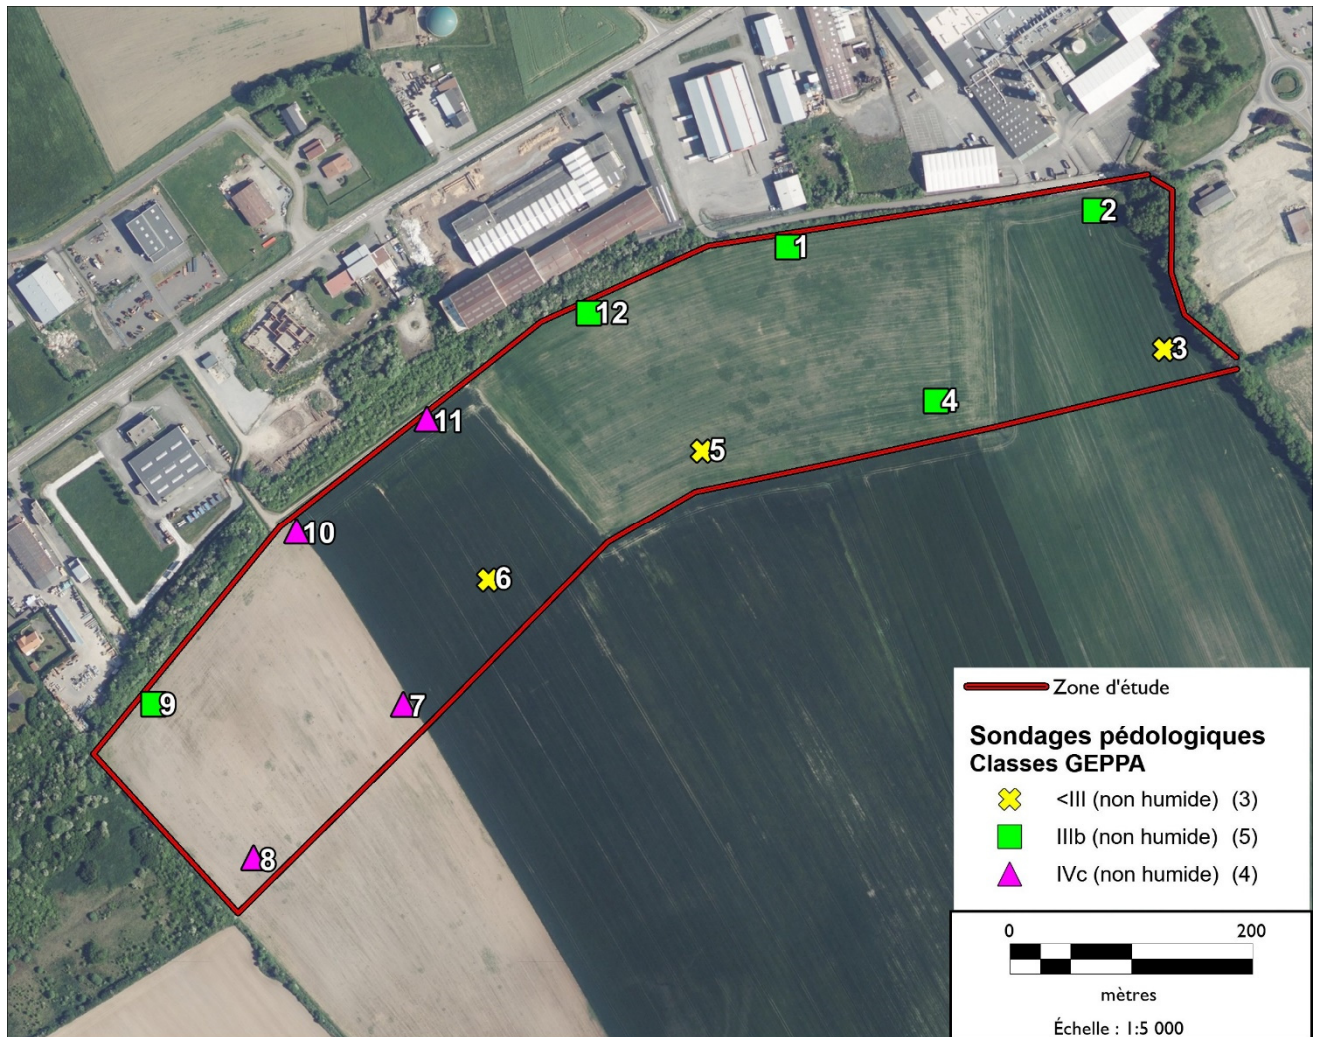 2
1
12
3
4
11
5
10
6
9
7
8
Zone d'étude
Sondages pédologiques
Classes GEPPA
<III (non humide) (3)
IIIb (non humide) (5)
IVc (non humide) (4)
0 200
mètres
Échelle : 1:5 000